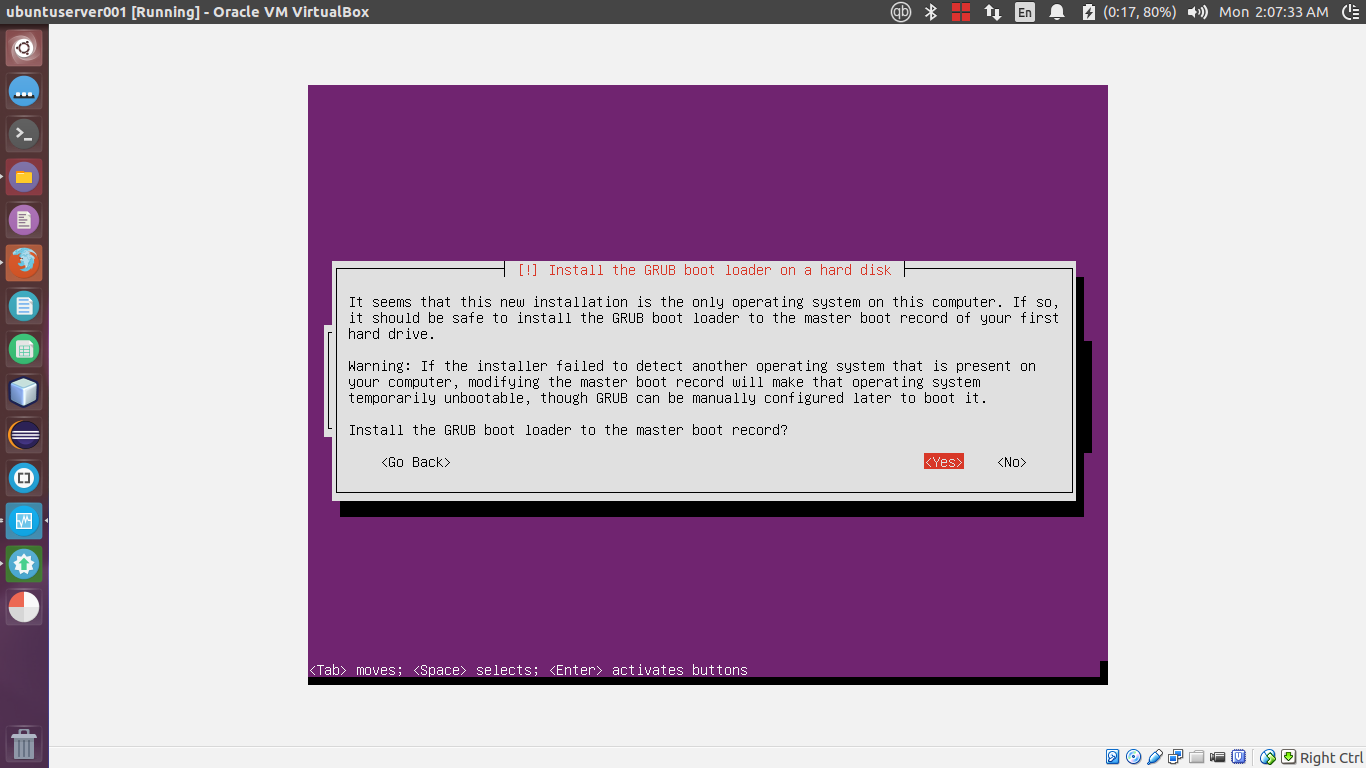 ubuntuserver001 [Running] - Oracle VM VirtualBox
qb
En
(0:17, 80%)
Mon 2:07:33 AM
[!] Install the GRUB boot loader on a hard disk
It seems that this new installation is the only operating system on this computer. If so,
it should be safe to install the GRUB boot loader to the master boot record of your first
hard drive.
Warning: If the installer failed to detect another operating system that is present on
your computer, modifying the master boot record will make that operating system
temporarily unbootable, though GRUB can be manually configured later to boot it.
Install the GRUB boot loader to the master boot record?
<Go Back>
<Yes>
<No>
<Tab> moves; <Space> selects; <Enter> activates buttons
Right Ctrl